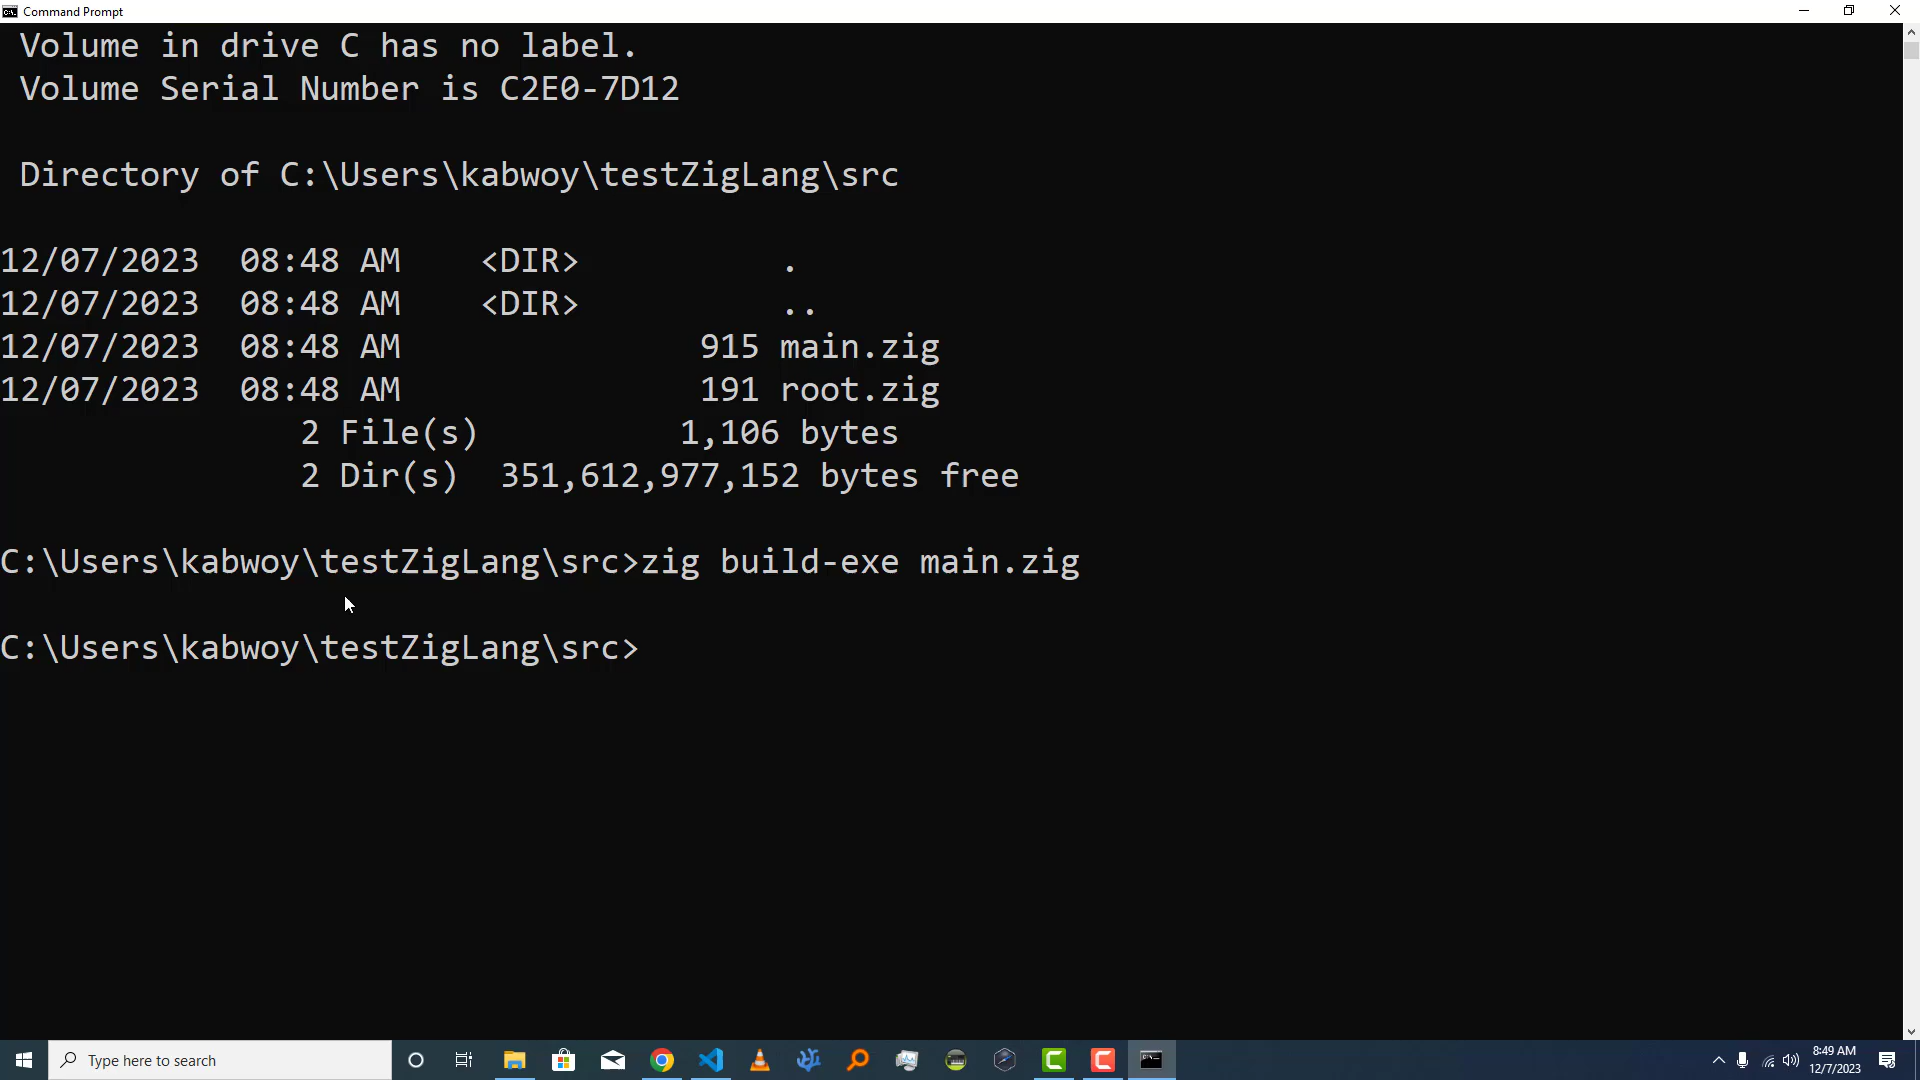 Command Prompt
Volume in drive C has no label.
Volume Serial Number is C2E0-7D12
Directory of C:\Users\kabwoy\testZigLang\src
12/07/2023  08:48 AM    <DIR>          .
12/07/2023  08:48 AM    <DIR>          ..
12/07/2023  08:48 AM               915 main.zig
12/07/2023  08:48 AM               191 root.zig
2 File(s)          1,106 bytes
2 Dir(s)  351,612,977,152 bytes free
C:\Users\kabwoy\testZigLang\src>zig build-exe main.zig
C:\Users\kabwoy\testZigLang\src>
Type here to search
8:49 AM
12/7/2023